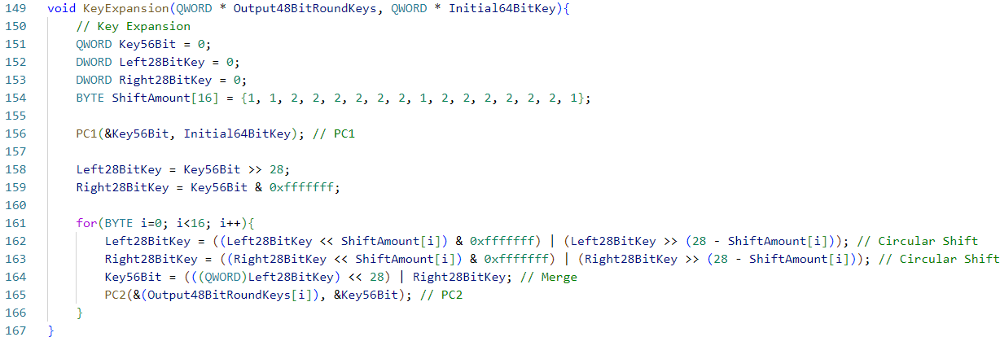 149 void KeyExpansion(QWORD * Output48BitRoundKeys, QWORD * Initial64BitKey){
150     // Key Expansion
151     QWORD Key56Bit = 0;
152     DWORD Left28BitKey = 0;
153     DWORD Right28BitKey = 0;
154     BYTE ShiftAmount[16] = {1, 1, 2, 2, 2, 2, 2, 2, 1, 2, 2, 2, 2, 2, 2, 1};
155
156     PC1(&Key56Bit, Initial64BitKey); // PC1
157
158     Left28BitKey = Key56Bit >> 28;
159     Right28BitKey = Key56Bit & 0xfffffff;
160
161     for(BYTE i=0; i<16; i++){
162         Left28BitKey = ((Left28BitKey << ShiftAmount[i]) & 0xfffffff) | (Left28BitKey >> (28 - ShiftAmount[i])); // Circular Shift
163         Right28BitKey = ((Right28BitKey << ShiftAmount[i]) & 0xfffffff) | (Right28BitKey >> (28 - ShiftAmount[i])); // Circular Shift
164         Key56Bit = (((QWORD)Left28BitKey) << 28) | Right28BitKey; // Merge
165         PC2(&(Output48BitRoundKeys[i]), &Key56Bit); // PC2
166     }
167 }